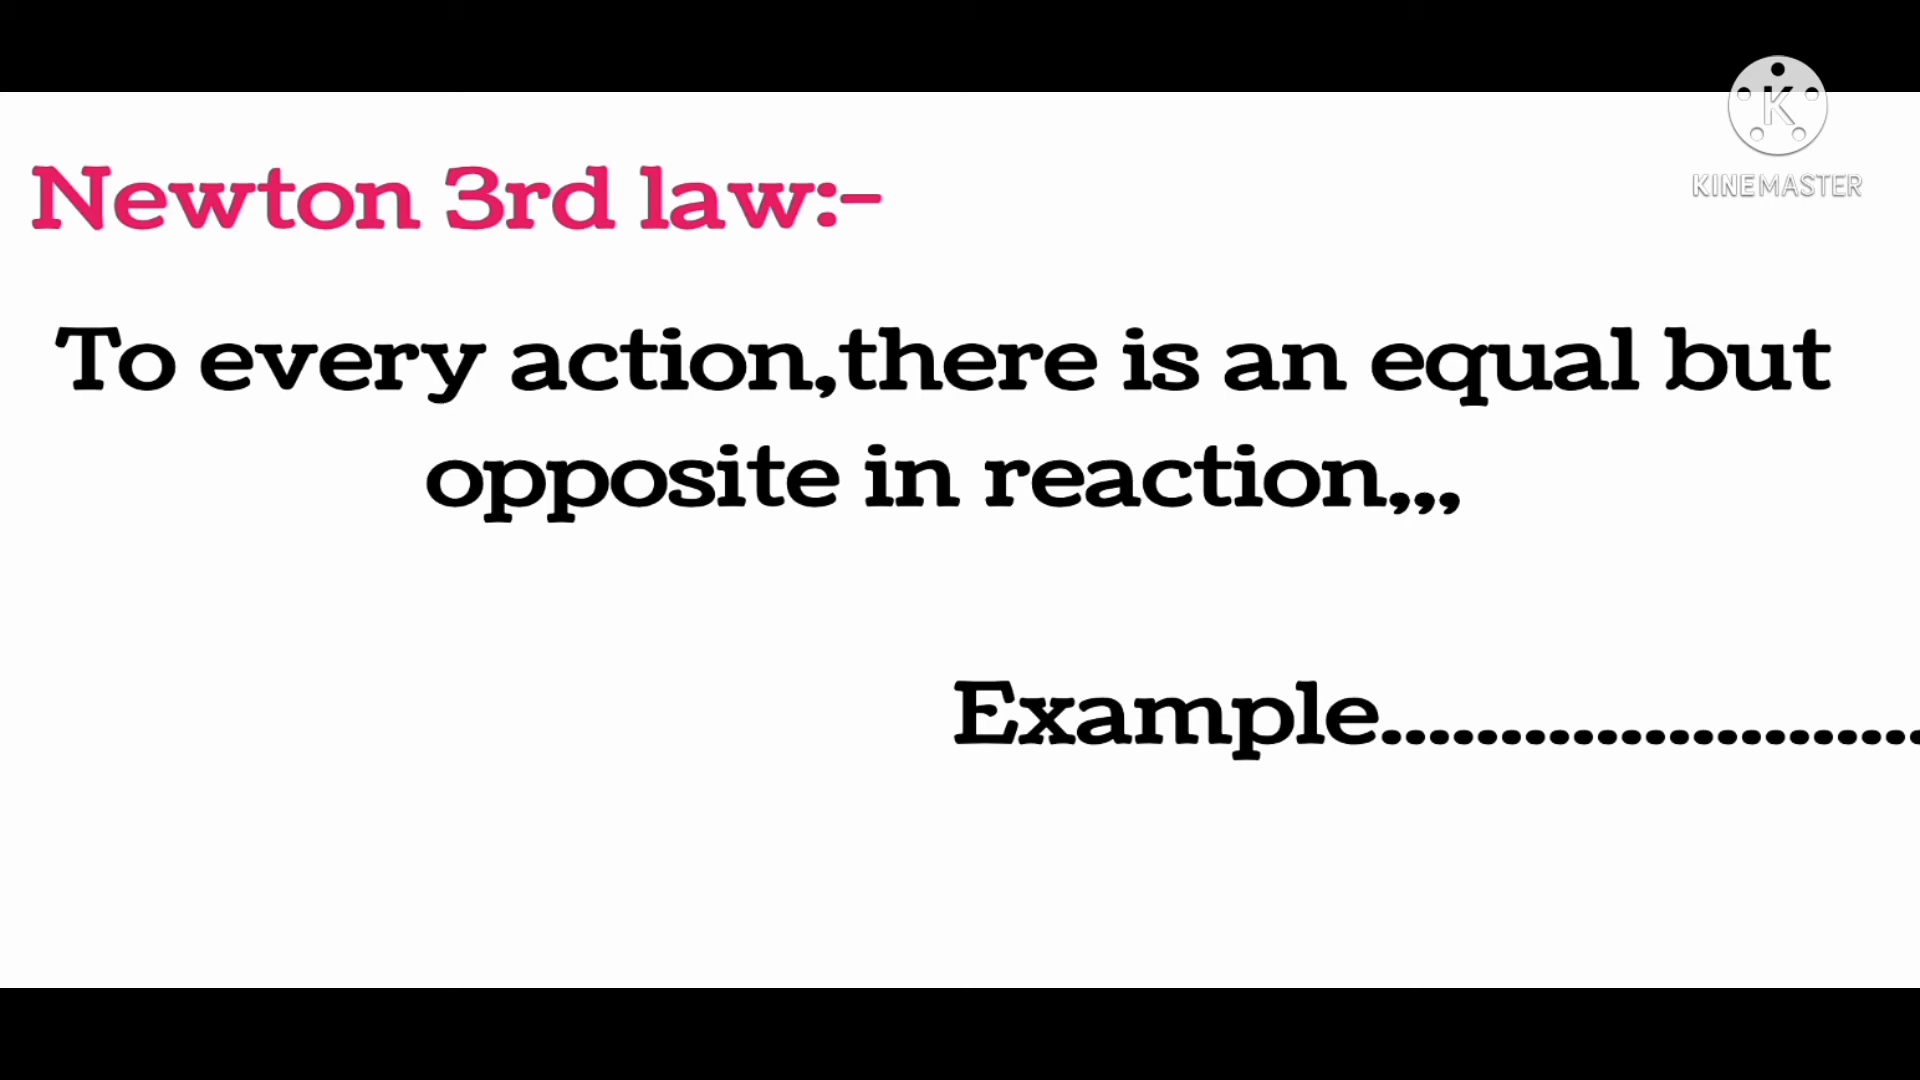 K
KINEMASTER
Newton 3rd law:-
To every action,there is an equal but
opposite in reaction,,,
Example.......................